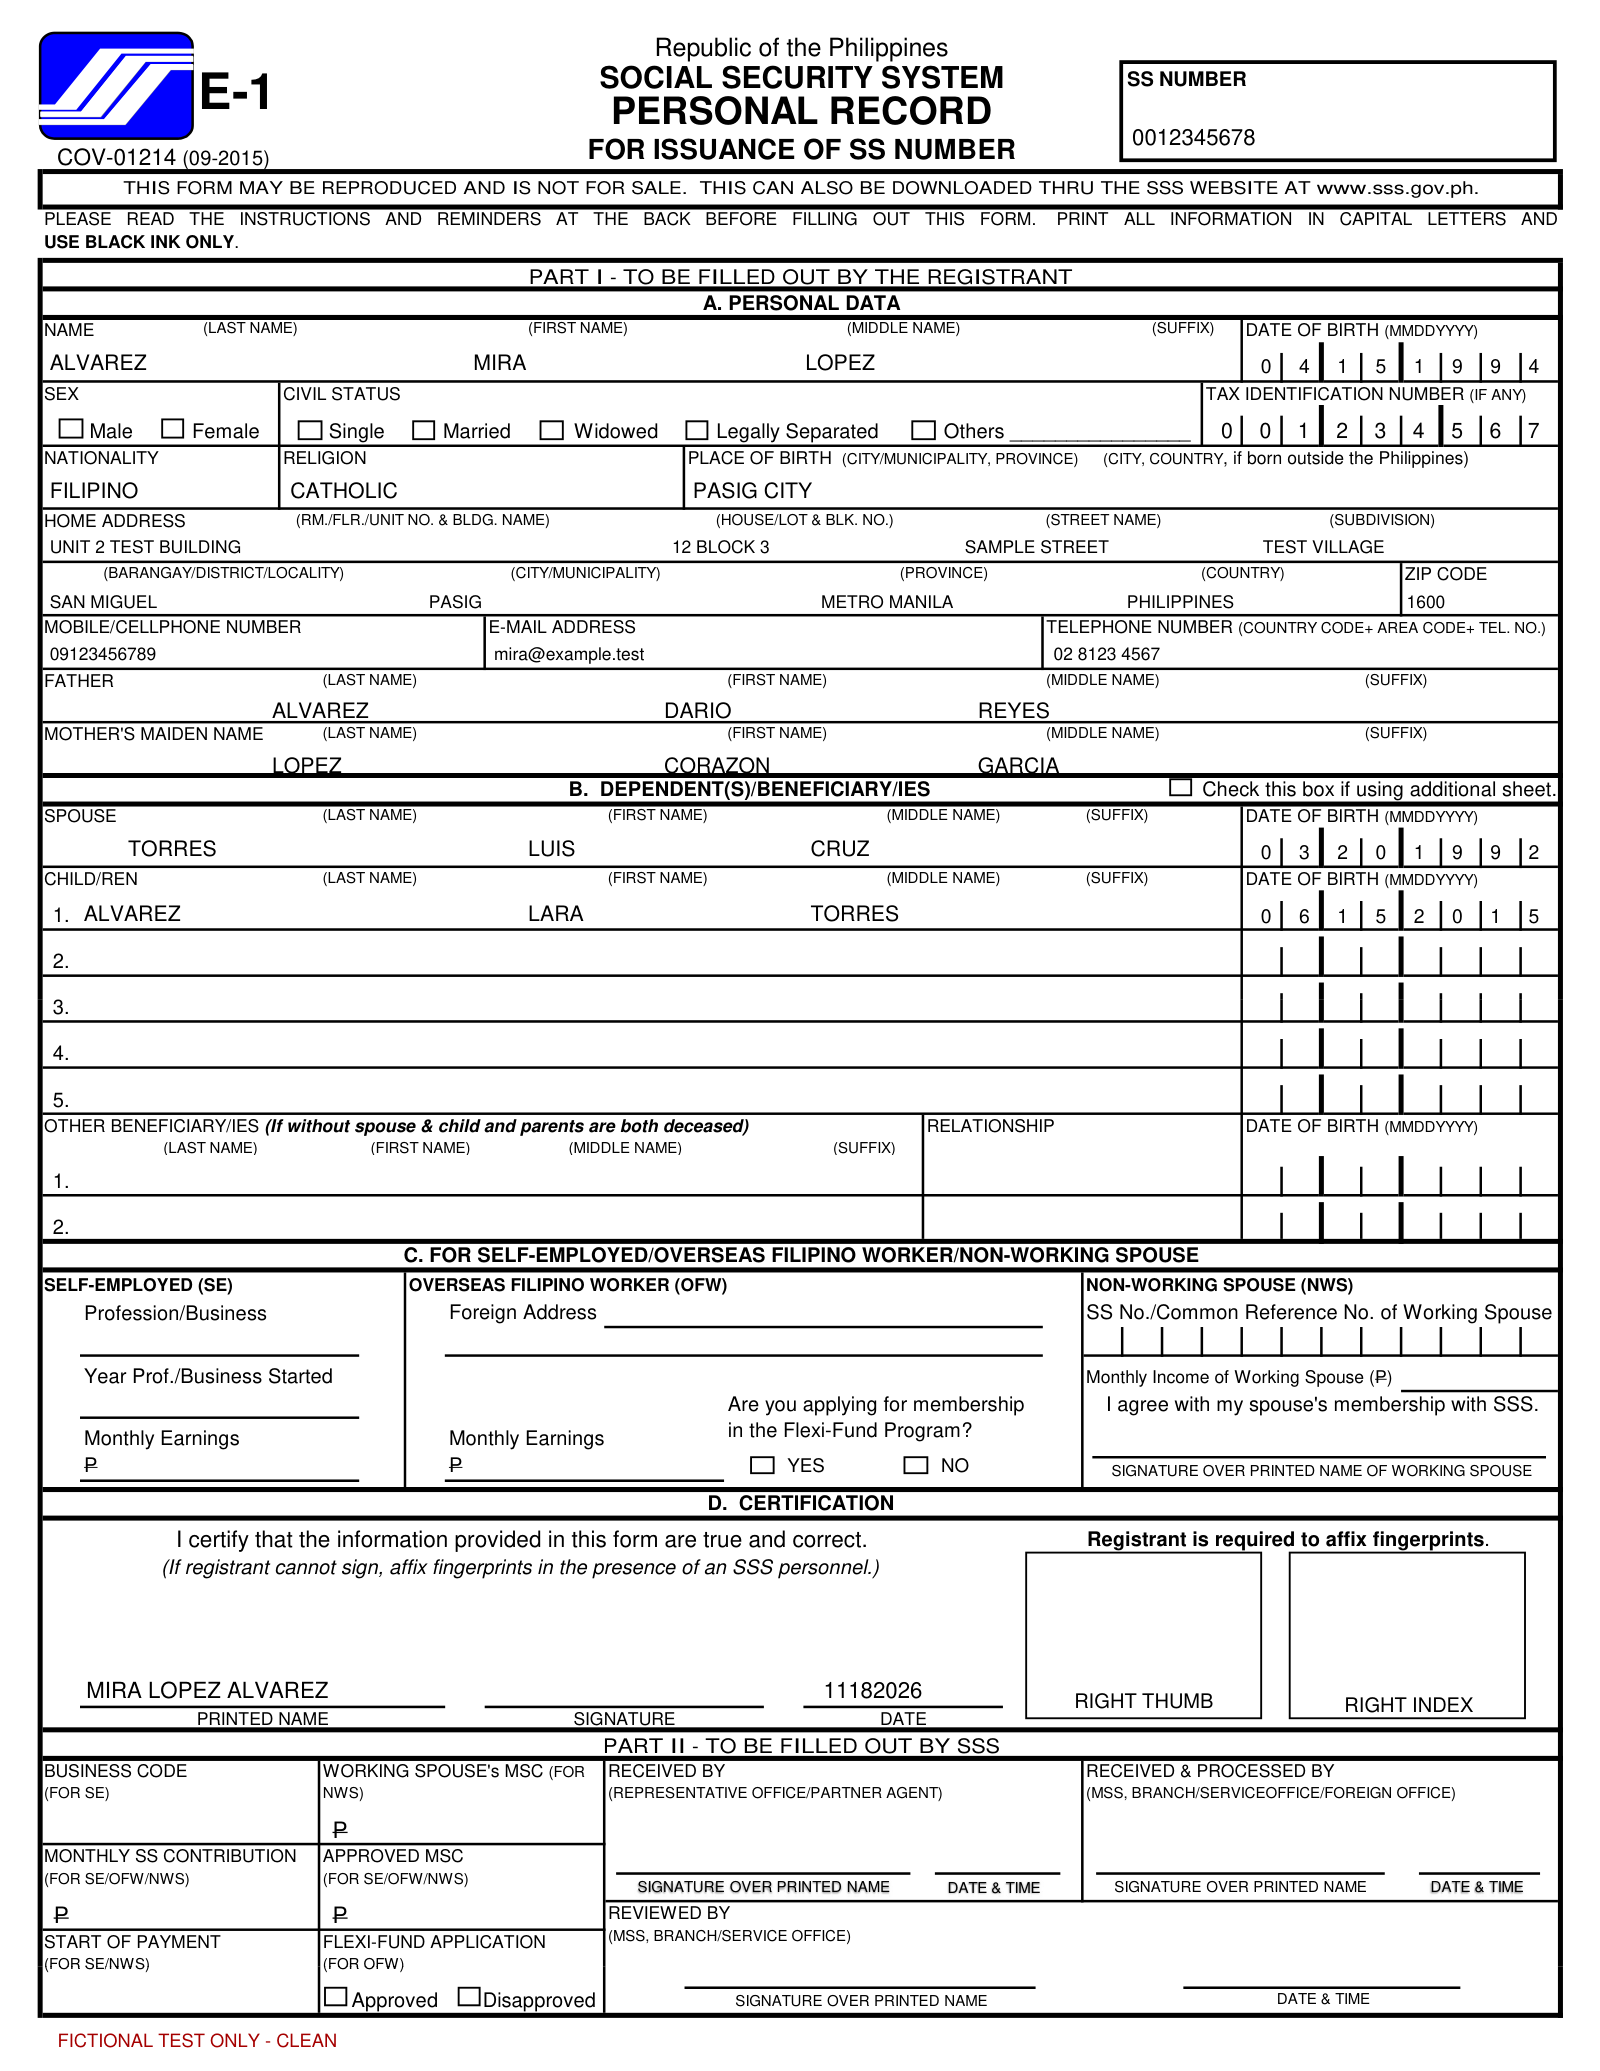 Republic of the Philippines
SOCIAL SECURITY SYSTEM
PERSONAL RECORD
FOR ISSUANCE OF SS NUMBER
E-1
COV-01214 (09-2015)
SS NUMBER
0012345678
THIS FORM MAY BE REPRODUCED AND IS NOT FOR SALE. THIS CAN ALSO BE DOWNLOADED THRU THE SSS WEBSITE AT www.sss.gov.ph.
PLEASE READ THE INSTRUCTIONS AND REMINDERS AT THE BACK BEFORE FILLING OUT THIS FORM. PRINT ALL INFORMATION IN CAPITAL LETTERS AND
USE BLACK INK ONLY.
PART I - TO BE FILLED OUT BY THE REGISTRANT
A. PERSONAL DATA
NAME (LAST NAME) (FIRST NAME) (MIDDLE NAME) (SUFFIX) DATE OF BIRTH (MMDDYYYY)
ALVAREZ MIRA LOPEZ 0 4 1 5 1 9 9 4
SEX CIVIL STATUS TAX IDENTIFICATION NUMBER (IF ANY)
Male Female Single Married Widowed Legally Separated Others ________________ 0 0 1 2 3 4 5 6 7
NATIONALITY RELIGION PLACE OF BIRTH (CITY/MUNICIPALITY, PROVINCE) (CITY, COUNTRY, if born outside the Philippines)
FILIPINO CATHOLIC PASIG CITY
HOME ADDRESS (RM./FLR./UNIT NO. & BLDG. NAME) (HOUSE/LOT & BLK. NO.) (STREET NAME) (SUBDIVISION)
UNIT 2 TEST BUILDING 12 BLOCK 3 SAMPLE STREET TEST VILLAGE
(BARANGAY/DISTRICT/LOCALITY) (CITY/MUNICIPALITY) (PROVINCE) (COUNTRY) ZIP CODE
SAN MIGUEL PASIG METRO MANILA PHILIPPINES 1600
MOBILE/CELLPHONE NUMBER E-MAIL ADDRESS TELEPHONE NUMBER (COUNTRY CODE+ AREA CODE+ TEL. NO.)
09123456789 mira@example.test 02 8123 4567
FATHER (LAST NAME) (FIRST NAME) (MIDDLE NAME) (SUFFIX)
ALVAREZ DARIO REYES
MOTHER'S MAIDEN NAME (LAST NAME) (FIRST NAME) (MIDDLE NAME) (SUFFIX)
LOPEZ CORAZON GARCIA
B. DEPENDENT(S)/BENEFICIARY/IES Check this box if using additional sheet.
SPOUSE (LAST NAME) (FIRST NAME) (MIDDLE NAME) (SUFFIX) DATE OF BIRTH (MMDDYYYY)
TORRES LUIS CRUZ 0 3 2 0 1 9 9 2
CHILD/REN (LAST NAME) (FIRST NAME) (MIDDLE NAME) (SUFFIX) DATE OF BIRTH (MMDDYYYY)
1. ALVAREZ LARA TORRES 0 6 1 5 2 0 1 5
2.
3.
4.
5.
OTHER BENEFICIARY/IES (If without spouse & child and parents are both deceased) RELATIONSHIP DATE OF BIRTH (MMDDYYYY)
(LAST NAME) (FIRST NAME) (MIDDLE NAME) (SUFFIX)
1.
2.
C. FOR SELF-EMPLOYED/OVERSEAS FILIPINO WORKER/NON-WORKING SPOUSE
SELF-EMPLOYED (SE) OVERSEAS FILIPINO WORKER (OFW) NON-WORKING SPOUSE (NWS)
Profession/Business Foreign Address SS No./Common Reference No. of Working Spouse
Year Prof./Business Started Monthly Income of Working Spouse (₱)
Are you applying for membership I agree with my spouse's membership with SSS.
in the Flexi-Fund Program?
Monthly Earnings Monthly Earnings
₱ ₱ YES NO SIGNATURE OVER PRINTED NAME OF WORKING SPOUSE
D. CERTIFICATION
I certify that the information provided in this form are true and correct. Registrant is required to affix fingerprints.
(If registrant cannot sign, affix fingerprints in the presence of an SSS personnel.)
MIRA LOPEZ ALVAREZ 11182026 RIGHT THUMB RIGHT INDEX
PRINTED NAME SIGNATURE DATE
PART II - TO BE FILLED OUT BY SSS
BUSINESS CODE WORKING SPOUSE's MSC (FOR RECEIVED BY RECEIVED & PROCESSED BY
(FOR SE) NWS) (REPRESENTATIVE OFFICE/PARTNER AGENT) (MSS, BRANCH/SERVICEOFFICE/FOREIGN OFFICE)
₱
MONTHLY SS CONTRIBUTION APPROVED MSC
(FOR SE/OFW/NWS) (FOR SE/OFW/NWS) SIGNATURE OVER PRINTED NAME DATE & TIME SIGNATURE OVER PRINTED NAME DATE & TIME
₱ ₱ REVIEWED BY
START OF PAYMENT FLEXI-FUND APPLICATION (MSS, BRANCH/SERVICE OFFICE)
(FOR SE/NWS) (FOR OFW)
Approved Disapproved SIGNATURE OVER PRINTED NAME DATE & TIME
FICTIONAL TEST ONLY - CLEAN